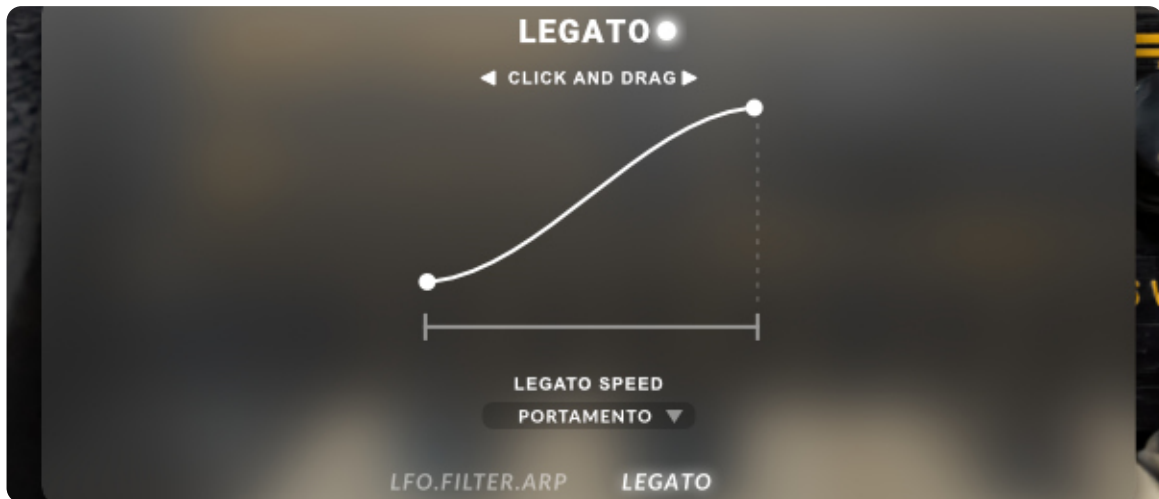 LEGATO
CLICK AND DRAG
LEGATO SPEED
PORTAMENTO
LFO.FILTER.ARP LEGATO